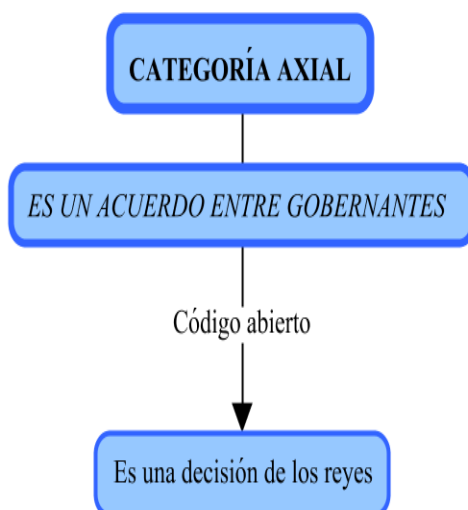 CATEGORÍA AXIAL
ES UN ACUERDO ENTRE GOBERNANTES
Código abierto
Es una decisión de los reyes